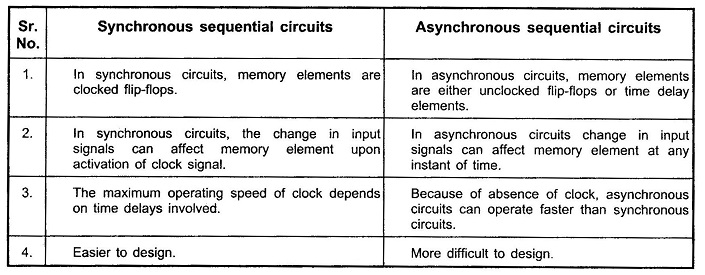 Sr. No.
Synchronous sequential circuits
Asynchronous sequential circuits
1.
In synchronous circuits, memory elements are
clocked flip-flops.
In asynchronous circuits, memory elements
are either unclocked flip-flops or time delay
elements.
2.
In synchronous circuits, the change in input
signals can affect memory element upon
activation of clock signal.
In asynchronous circuits change in input
signals can affect memory element at any
instant of time.
3.
The maximum operating speed of clock depends
on time delays involved.
Because of absence of clock, asynchronous
circuits can operate faster than synchronous
circuits.
4.
Easier to design.
More difficult to design.